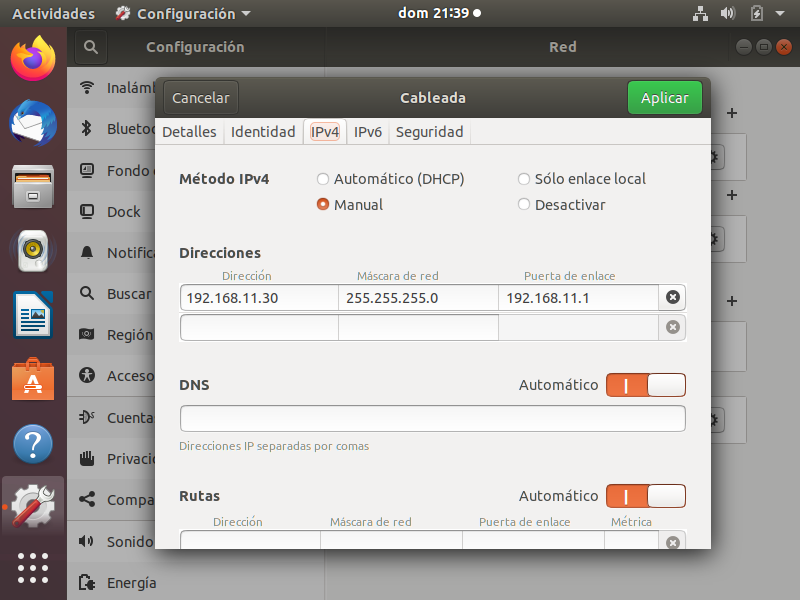 Actividades Configuración dom 21:39
Configuración Red
Cancelar Cableada Aplicar
Detalles Identidad IPv4 IPv6 Seguridad
Método IPv4 Automático (DHCP) Sólo enlace local
Manual Desactivar
Direcciones
Dirección Máscara de red Puerta de enlace
192.168.11.30 255.255.255.0 192.168.11.1
DNS Automático
Direcciones IP separadas por comas
Rutas Automático
Dirección Máscara de red Puerta de enlace Métrica
Inalámb
Bluetoo
Fondo
Dock
Notifica
Buscar
Región
Acceso
Cuenta
Privaci
Compa
Sonido
Energía